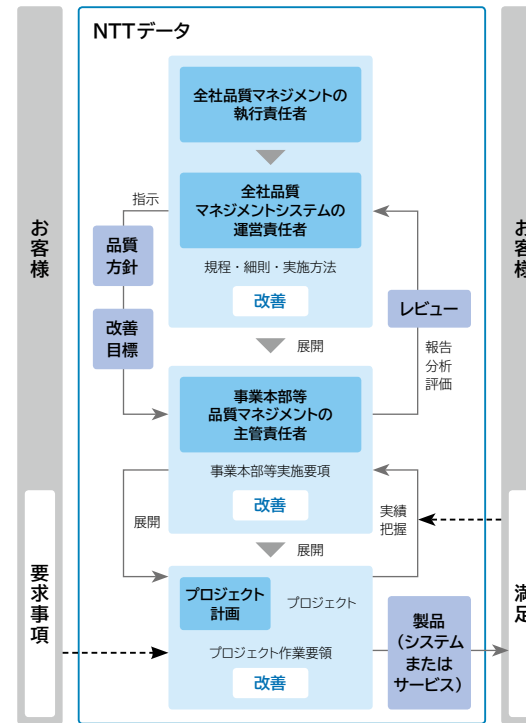 NTTデータ
お客様
要求事項
全社品質マネジメントの
執行責任者
全社品質
マネジメントシステムの
運営責任者
規程・細則・実施方法
改善
指示
品質
方針
改善
目標
レビュー
報告
分析
評価
展開
事業本部等
品質マネジメントの
主管責任者
事業本部等実施要項
改善
展開
実績
把握
展開
プロジェクト
計画
プロジェクト
プロジェクト作業要領
改善
製品
（システム
または
サービス）
お客様
満足